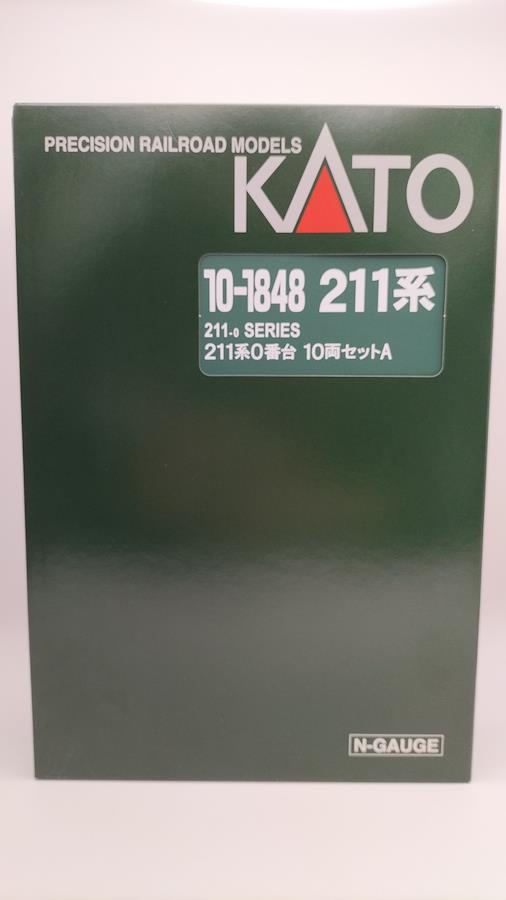 PRECISION RAILROAD MODELS
KATO
10-1848 211系
211-0 SERIES
211系0番台 10両セットA
N-GAUGE